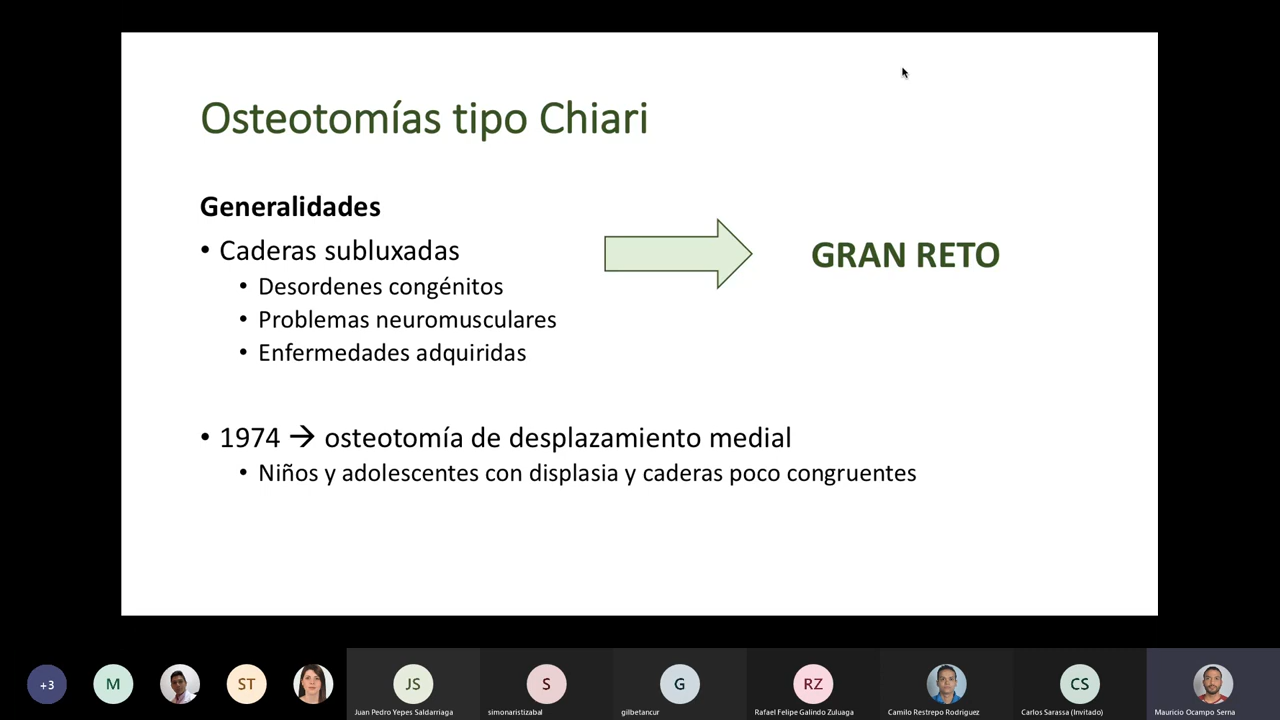 Osteotomías tipo Chiari
Generalidades
• Caderas subluxadas
• Desordenes congénitos
• Problemas neuromusculares
• Enfermedades adquiridas
GRAN RETO
• 1974 → osteotomía de desplazamiento medial
• Niños y adolescentes con displasia y caderas poco congruentes
+3
M
ST
JS
S
G
RZ
CS
Juan Pedro Yepes Saldarriaga
simonaristizabal
gilbetancur
Rafael Felipe Galindo Zuluaga
Camilo Restrepo Rodriguez
Carlos Sarassa (Invitado)
Mauricio Ocampo Serna